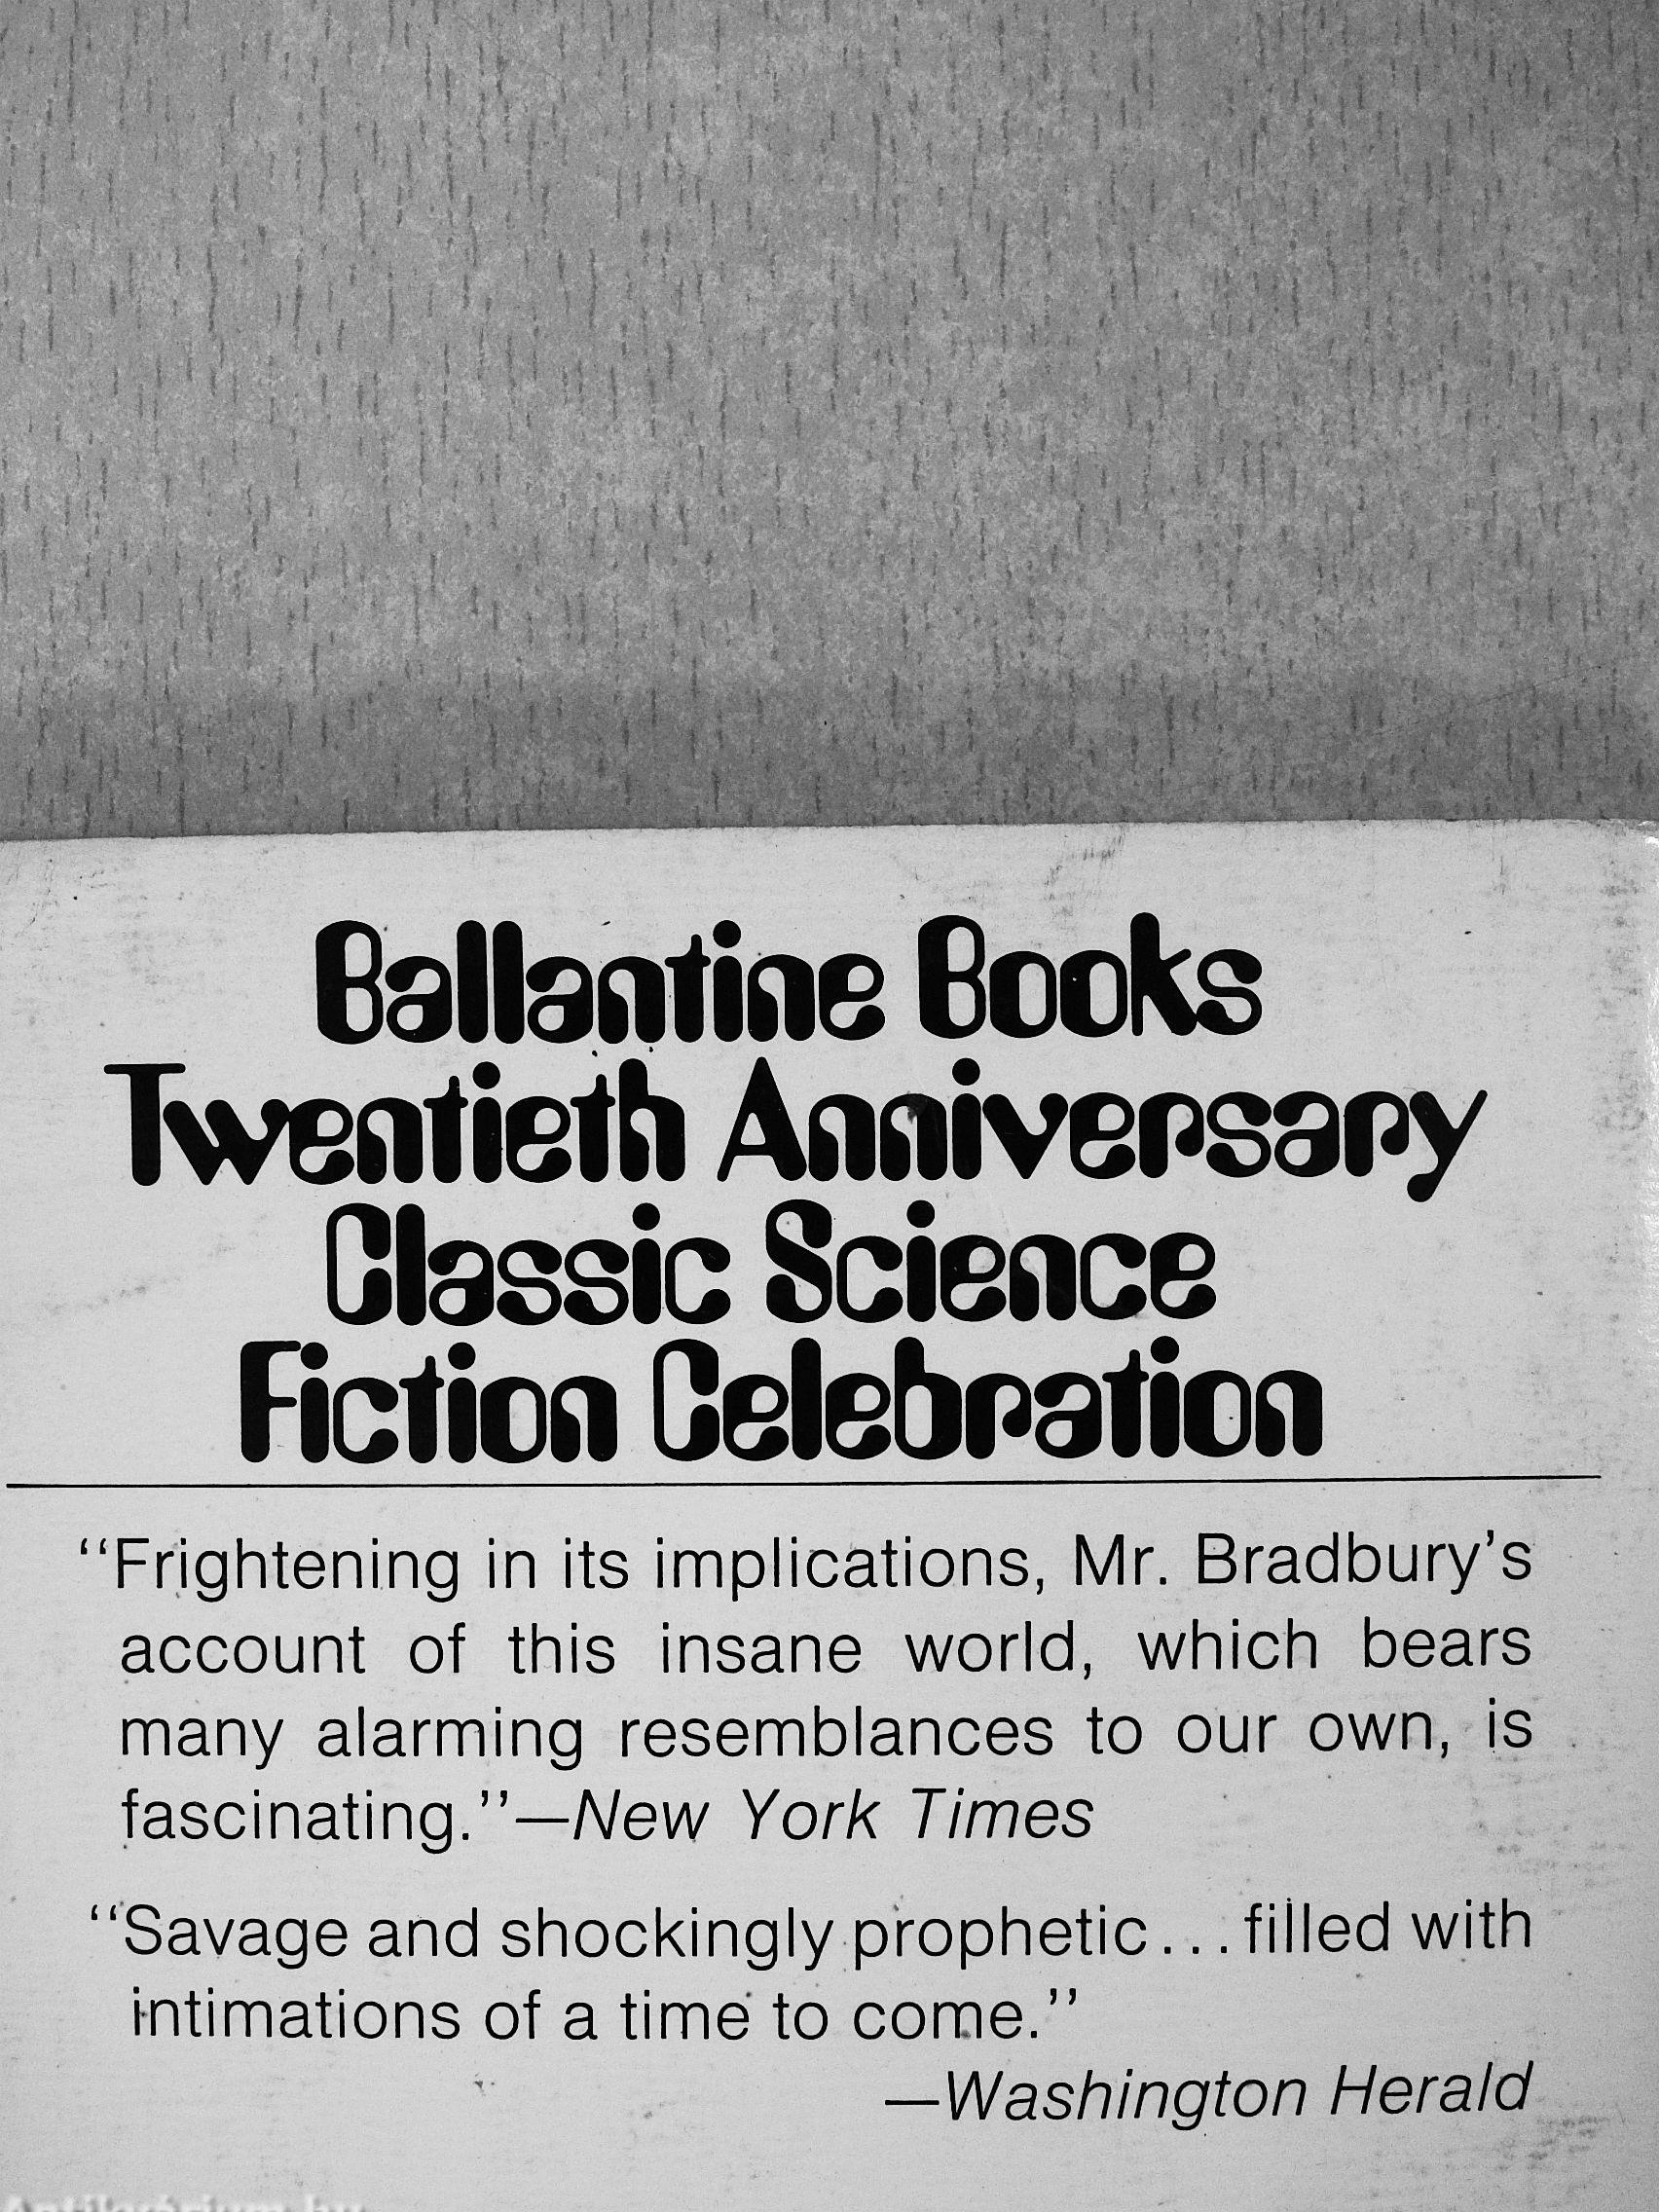 Ballantine Books
Twentieth Anniversary
Classic Science
Fiction Celebration
‘‘Frightening in its implications, Mr. Bradbury’s
account of this insane world, which bears
many alarming resemblances to our own, is
fascinating.’’—New York Times
‘‘Savage and shockingly prophetic...filled with
intimations of a time to come.’’
—Washington Herald